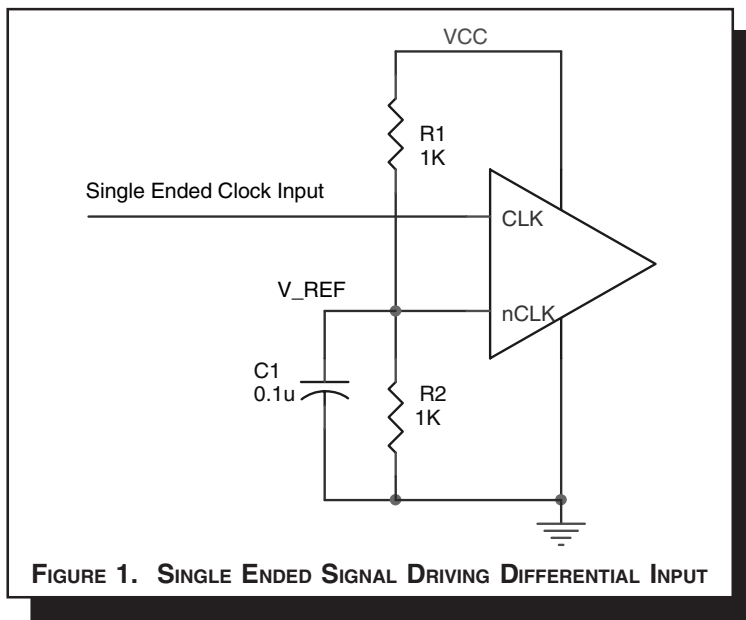 VCC
R1
1K
Single Ended Clock Input
CLK
V_REF
nCLK
C1
0.1u
R2
1K
FIGURE 1. SINGLE ENDED SIGNAL DRIVING DIFFERENTIAL INPUT